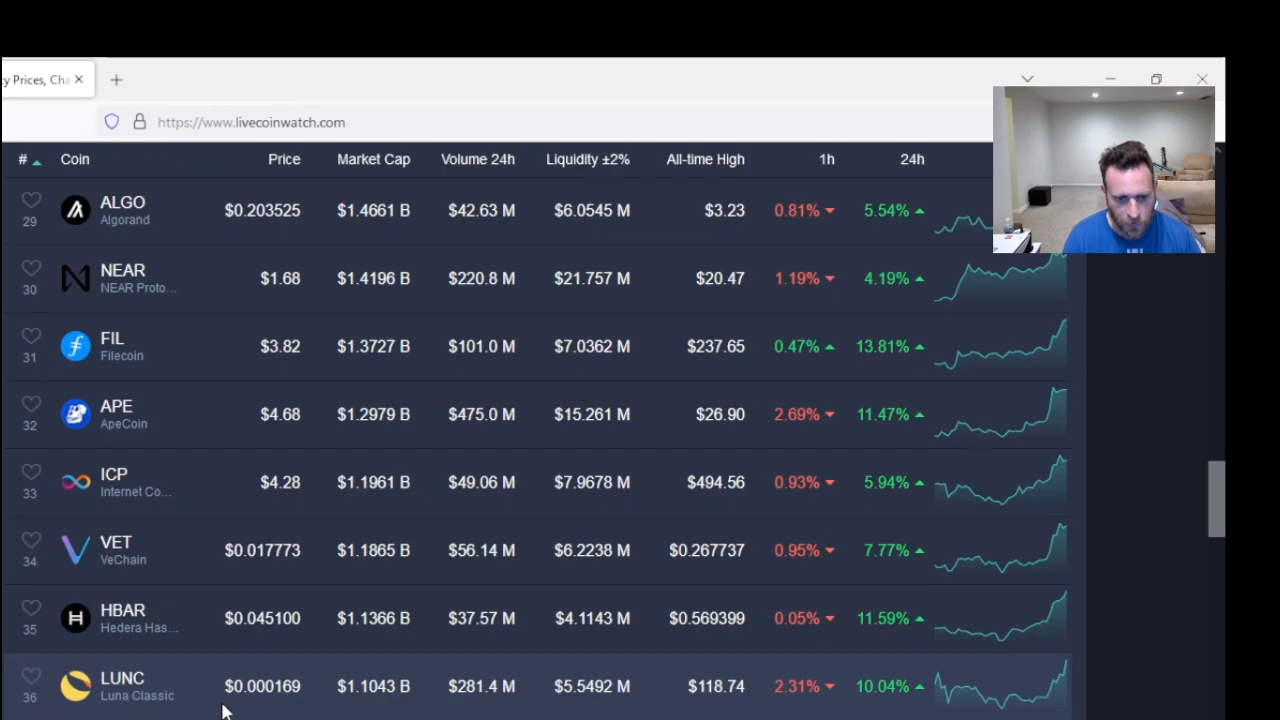 cy Prices, Cha
https://www.livecoinwatch.com
# Coin Price Market Cap Volume 24h Liquidity ±2% All-time High 1h 24h
29 ALGO Algorand $0.203525 $1.4661 B $42.63 M $6.0545 M $3.23 0.81% 5.54%
30 NEAR NEAR Proto... $1.68 $1.4196 B $220.8 M $21.757 M $20.47 1.19% 4.19%
31 FIL Filecoin $3.82 $1.3727 B $101.0 M $7.0362 M $237.65 0.47% 13.81%
32 APE ApeCoin $4.68 $1.2979 B $475.0 M $15.261 M $26.90 2.69% 11.47%
33 ICP Internet Co... $4.28 $1.1961 B $49.06 M $7.9678 M $494.56 0.93% 5.94%
34 VET VeChain $0.017773 $1.1865 B $56.14 M $6.2238 M $0.267737 0.95% 7.77%
35 HBAR Hedera Has... $0.045100 $1.1366 B $37.57 M $4.1143 M $0.569399 0.05% 11.59%
36 LUNC Luna Classic $0.000169 $1.1043 B $281.4 M $5.5492 M $118.74 2.31% 10.04%